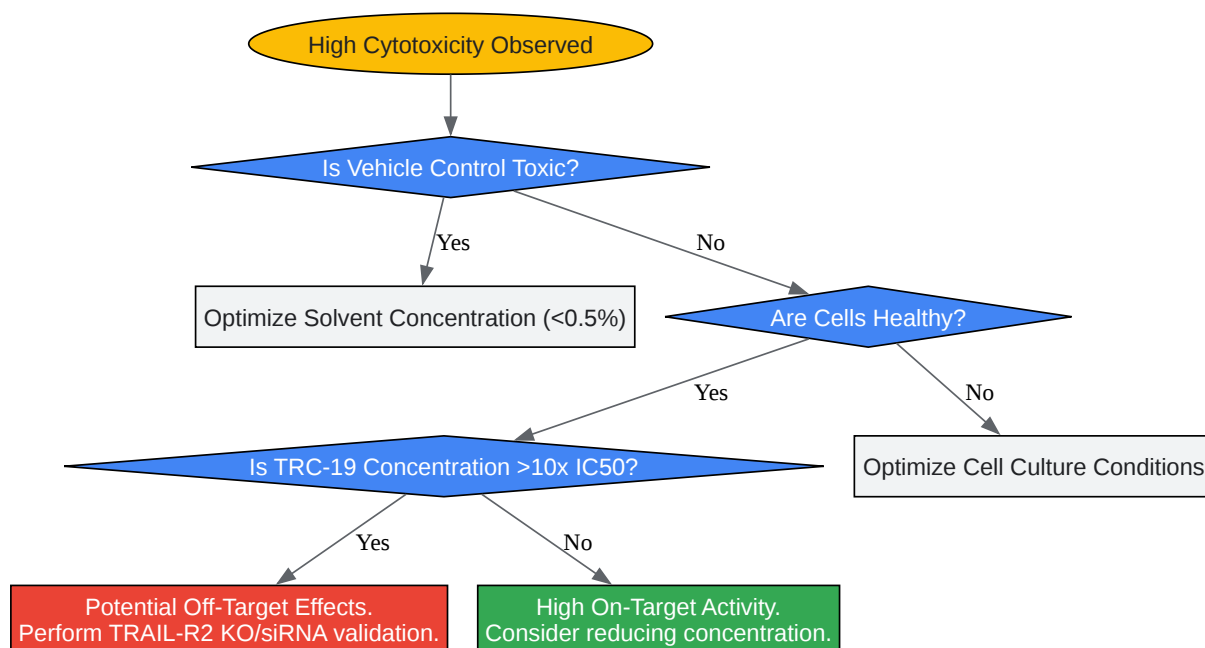 High Cytotoxicity Observed
Is Vehicle Control Toxic?
Yes
No
Optimize Solvent Concentration (<0.5%)
Are Cells Healthy?
Yes
No
Is TRC-19 Concentration >10x IC50?
Optimize Cell Culture Conditions
Yes
No
Potential Off-Target Effects.
Perform TRAIL-R2 KO/siRNA validation.
High On-Target Activity.
Consider reducing concentration.